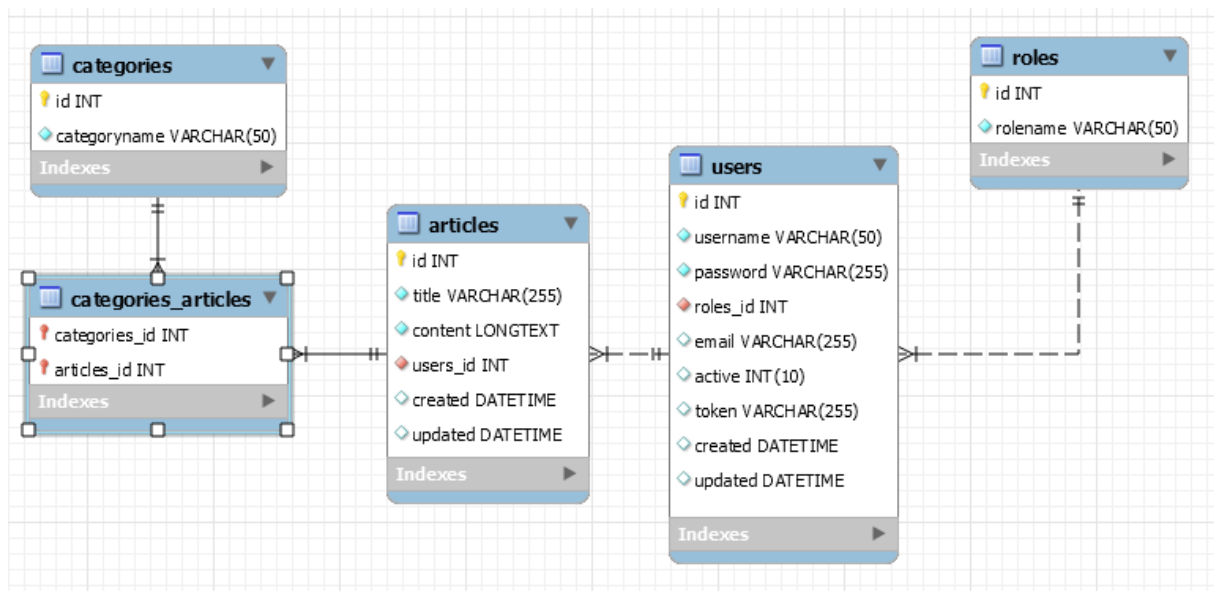 categories
id INT
categoryname VARCHAR(50)
Indexes
categories_articles
categories_id INT
articles_id INT
Indexes
articles
id INT
title VARCHAR(255)
content LONGTEXT
users_id INT
created DATETIME
updated DATETIME
Indexes
users
id INT
username VARCHAR(50)
password VARCHAR(255)
roles_id INT
email VARCHAR(255)
active INT(10)
token VARCHAR(255)
created DATETIME
updated DATETIME
Indexes
roles
id INT
rolename VARCHAR(50)
Indexes